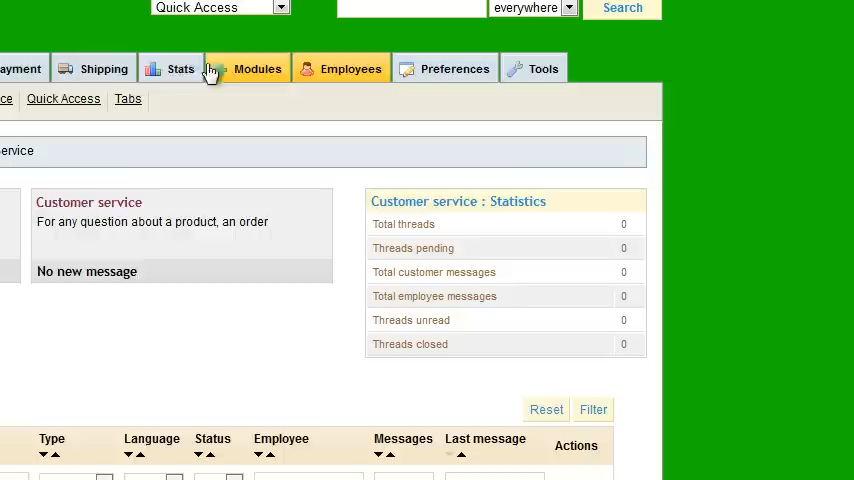 Quick Access everywhere Search
ayment Shipping Stats Modules Employees Preferences Tools
ce Quick Access Tabs
ervice
Customer service
For any question about a product, an order
No new message
Customer service : Statistics
Total threads 0
Threads pending 0
Total customer messages 0
Total employee messages 0
Threads unread 0
Threads closed 0
Reset Filter
Type Language Status Employee Messages Last message Actions